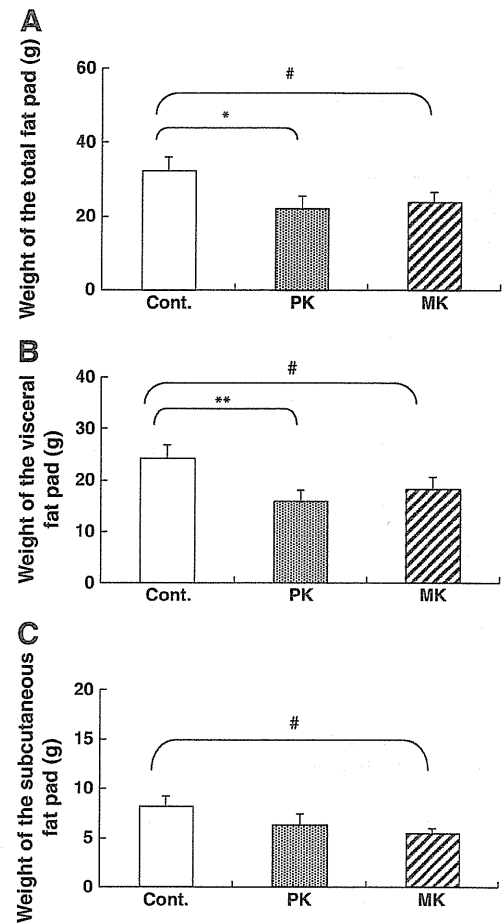 A
Weight of the total fat pad (g)
60
40
20
0
#
*
Cont. PK MK
B
Weight of the visceral
fat pad (g)
40
30
20
10
0
#
**
Cont. PK MK
C
Weight of the subcutaneous
fat pad (g)
20
15
10
5
0
#
Cont. PK MK